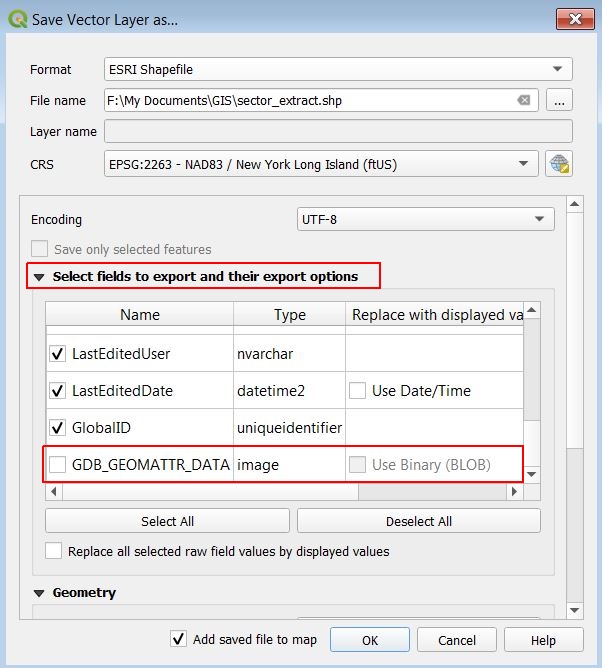 Save Vector Layer as...
Format ESRI Shapefile
File name F:\My Documents\GIS\sector_extract.shp ...
Layer name
CRS EPSG:2263 - NAD83 / New York Long Island (ftUS)
Encoding UTF-8
Save only selected features
Select fields to export and their export options
Name Type Replace with displayed va
LastEditedUser nvarchar
LastEditedDate datetime2 Use Date/Time
GlobalID uniqueidentifier
GDB_GEOMATTR_DATA image Use Binary (BLOB)
Select All Deselect All
Replace all selected raw field values by displayed values
Geometry
Add saved file to map OK Cancel Help